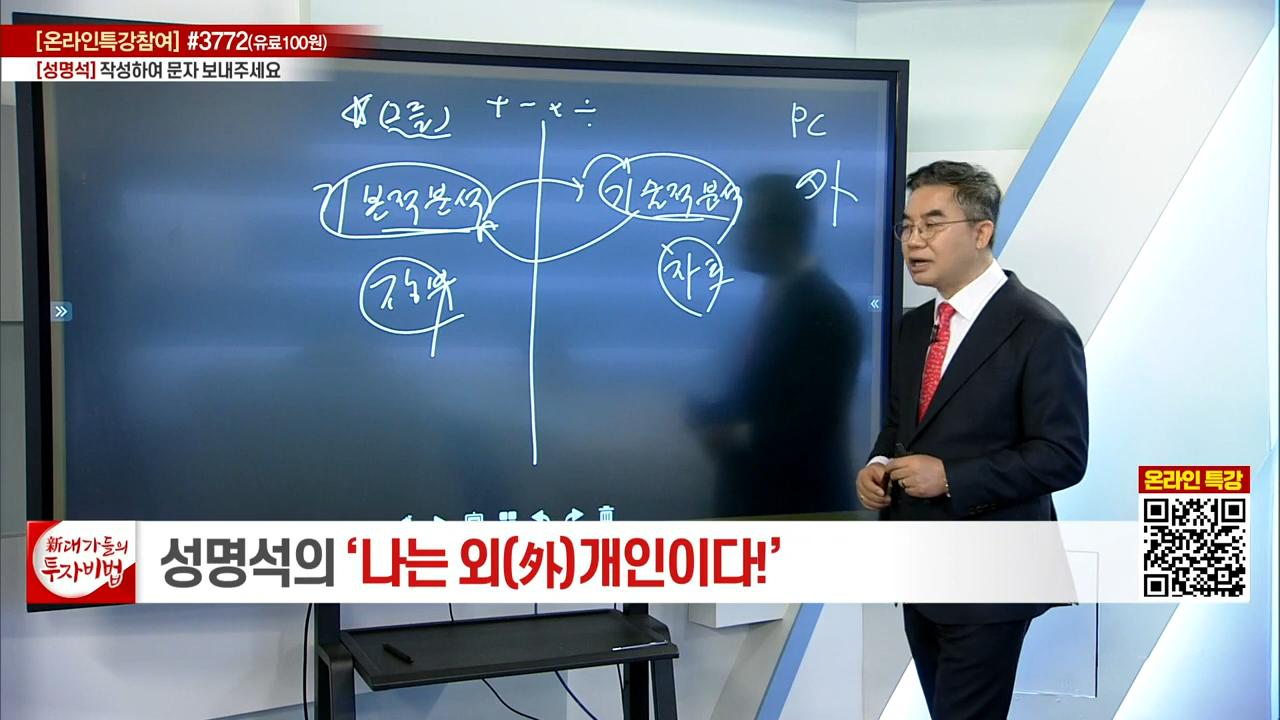 [온라인특강참여] #3772(유료100원)
[성명석] 작성하여 문자 보내주세요
(오를) + - × ÷
PC
기본적분석 기술적분석 外
차트
온라인 특강
新대가들의
투자비법
성명석의 ‘나는 외(外)개인이다!’